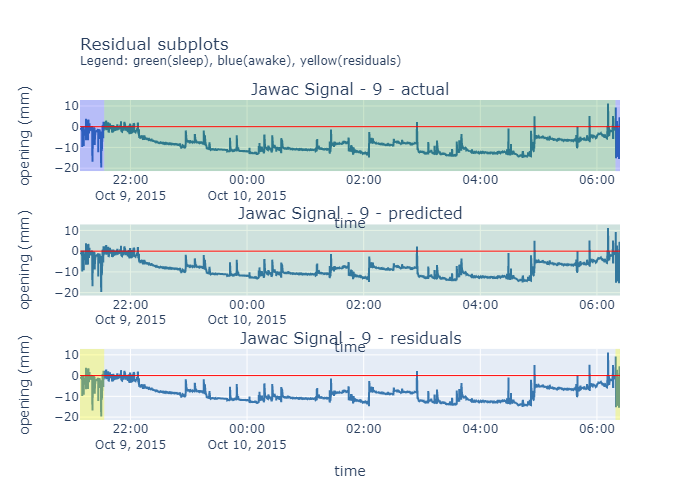 Residual subplots
Legend: green(sleep), blue(awake), yellow(residuals)
Jawac Signal - 9 - actual
opening (mm)
10
0
−10
−20
22:00 00:00 02:00 04:00 06:00
Oct 9, 2015 Oct 10, 2015
time
Jawac Signal - 9 - predicted
opening (mm)
10
0
−10
−20
22:00 00:00 02:00 04:00 06:00
Oct 9, 2015 Oct 10, 2015
time
Jawac Signal - 9 - residuals
opening (mm)
10
0
−10
−20
22:00 00:00 02:00 04:00 06:00
Oct 9, 2015 Oct 10, 2015
time